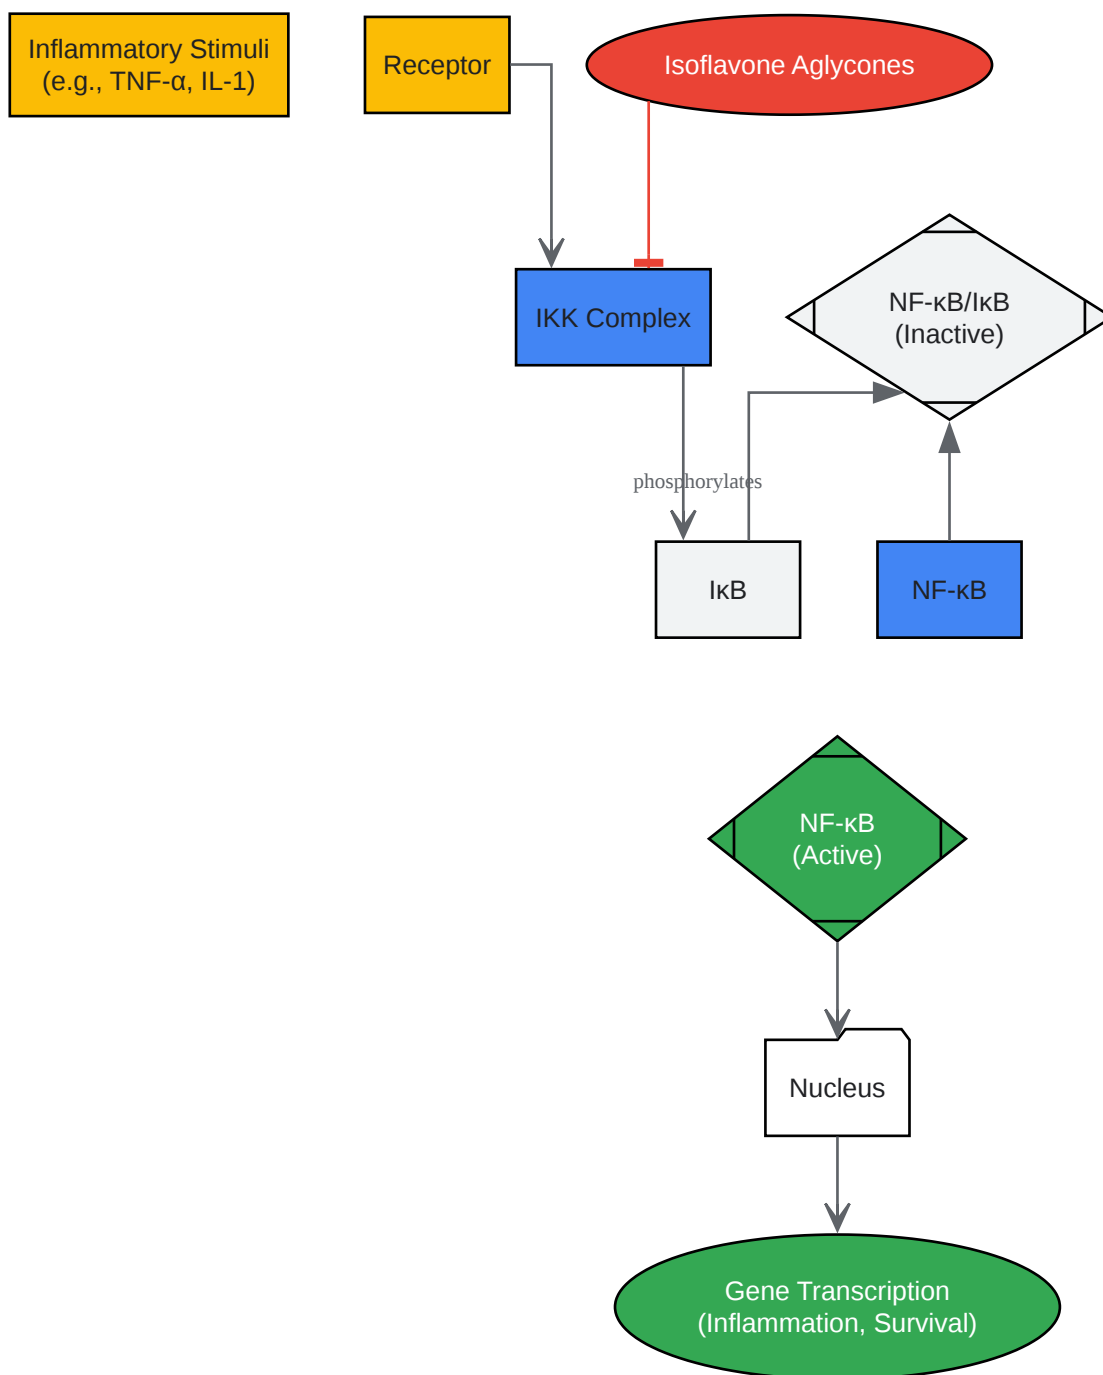 Inflammatory Stimuli
(e.g., TNF-α, IL-1)
Receptor
Isoflavone Aglycones
IKK Complex
NF-κB/IκB
(Inactive)
phosphorylates
IκB
NF-κB
NF-κB
(Active)
Nucleus
Gene Transcription
(Inflammation, Survival)